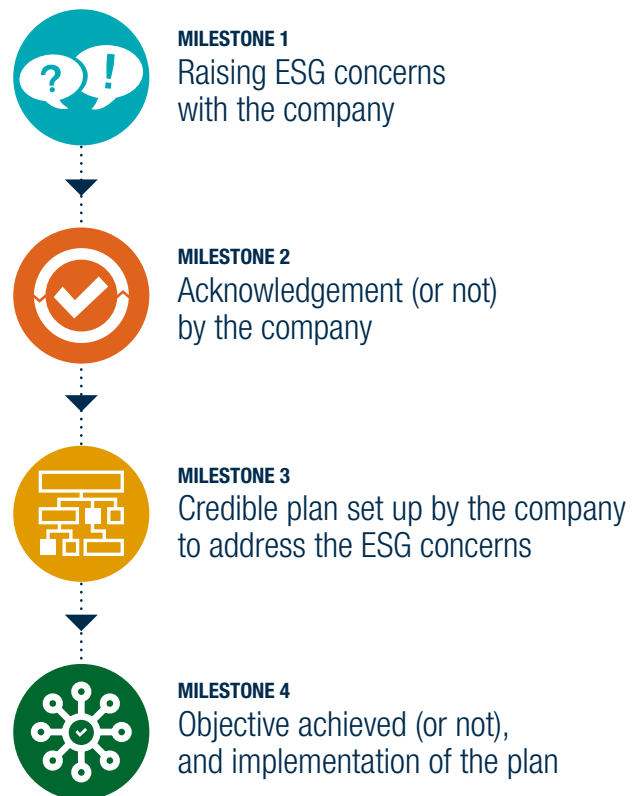 ? !
MILESTONE 1
Raising ESG concerns
with the company
MILESTONE 2
Acknowledgement (or not)
by the company
MILESTONE 3
Credible plan set up by the company
to address the ESG concerns
MILESTONE 4
Objective achieved (or not),
and implementation of the plan